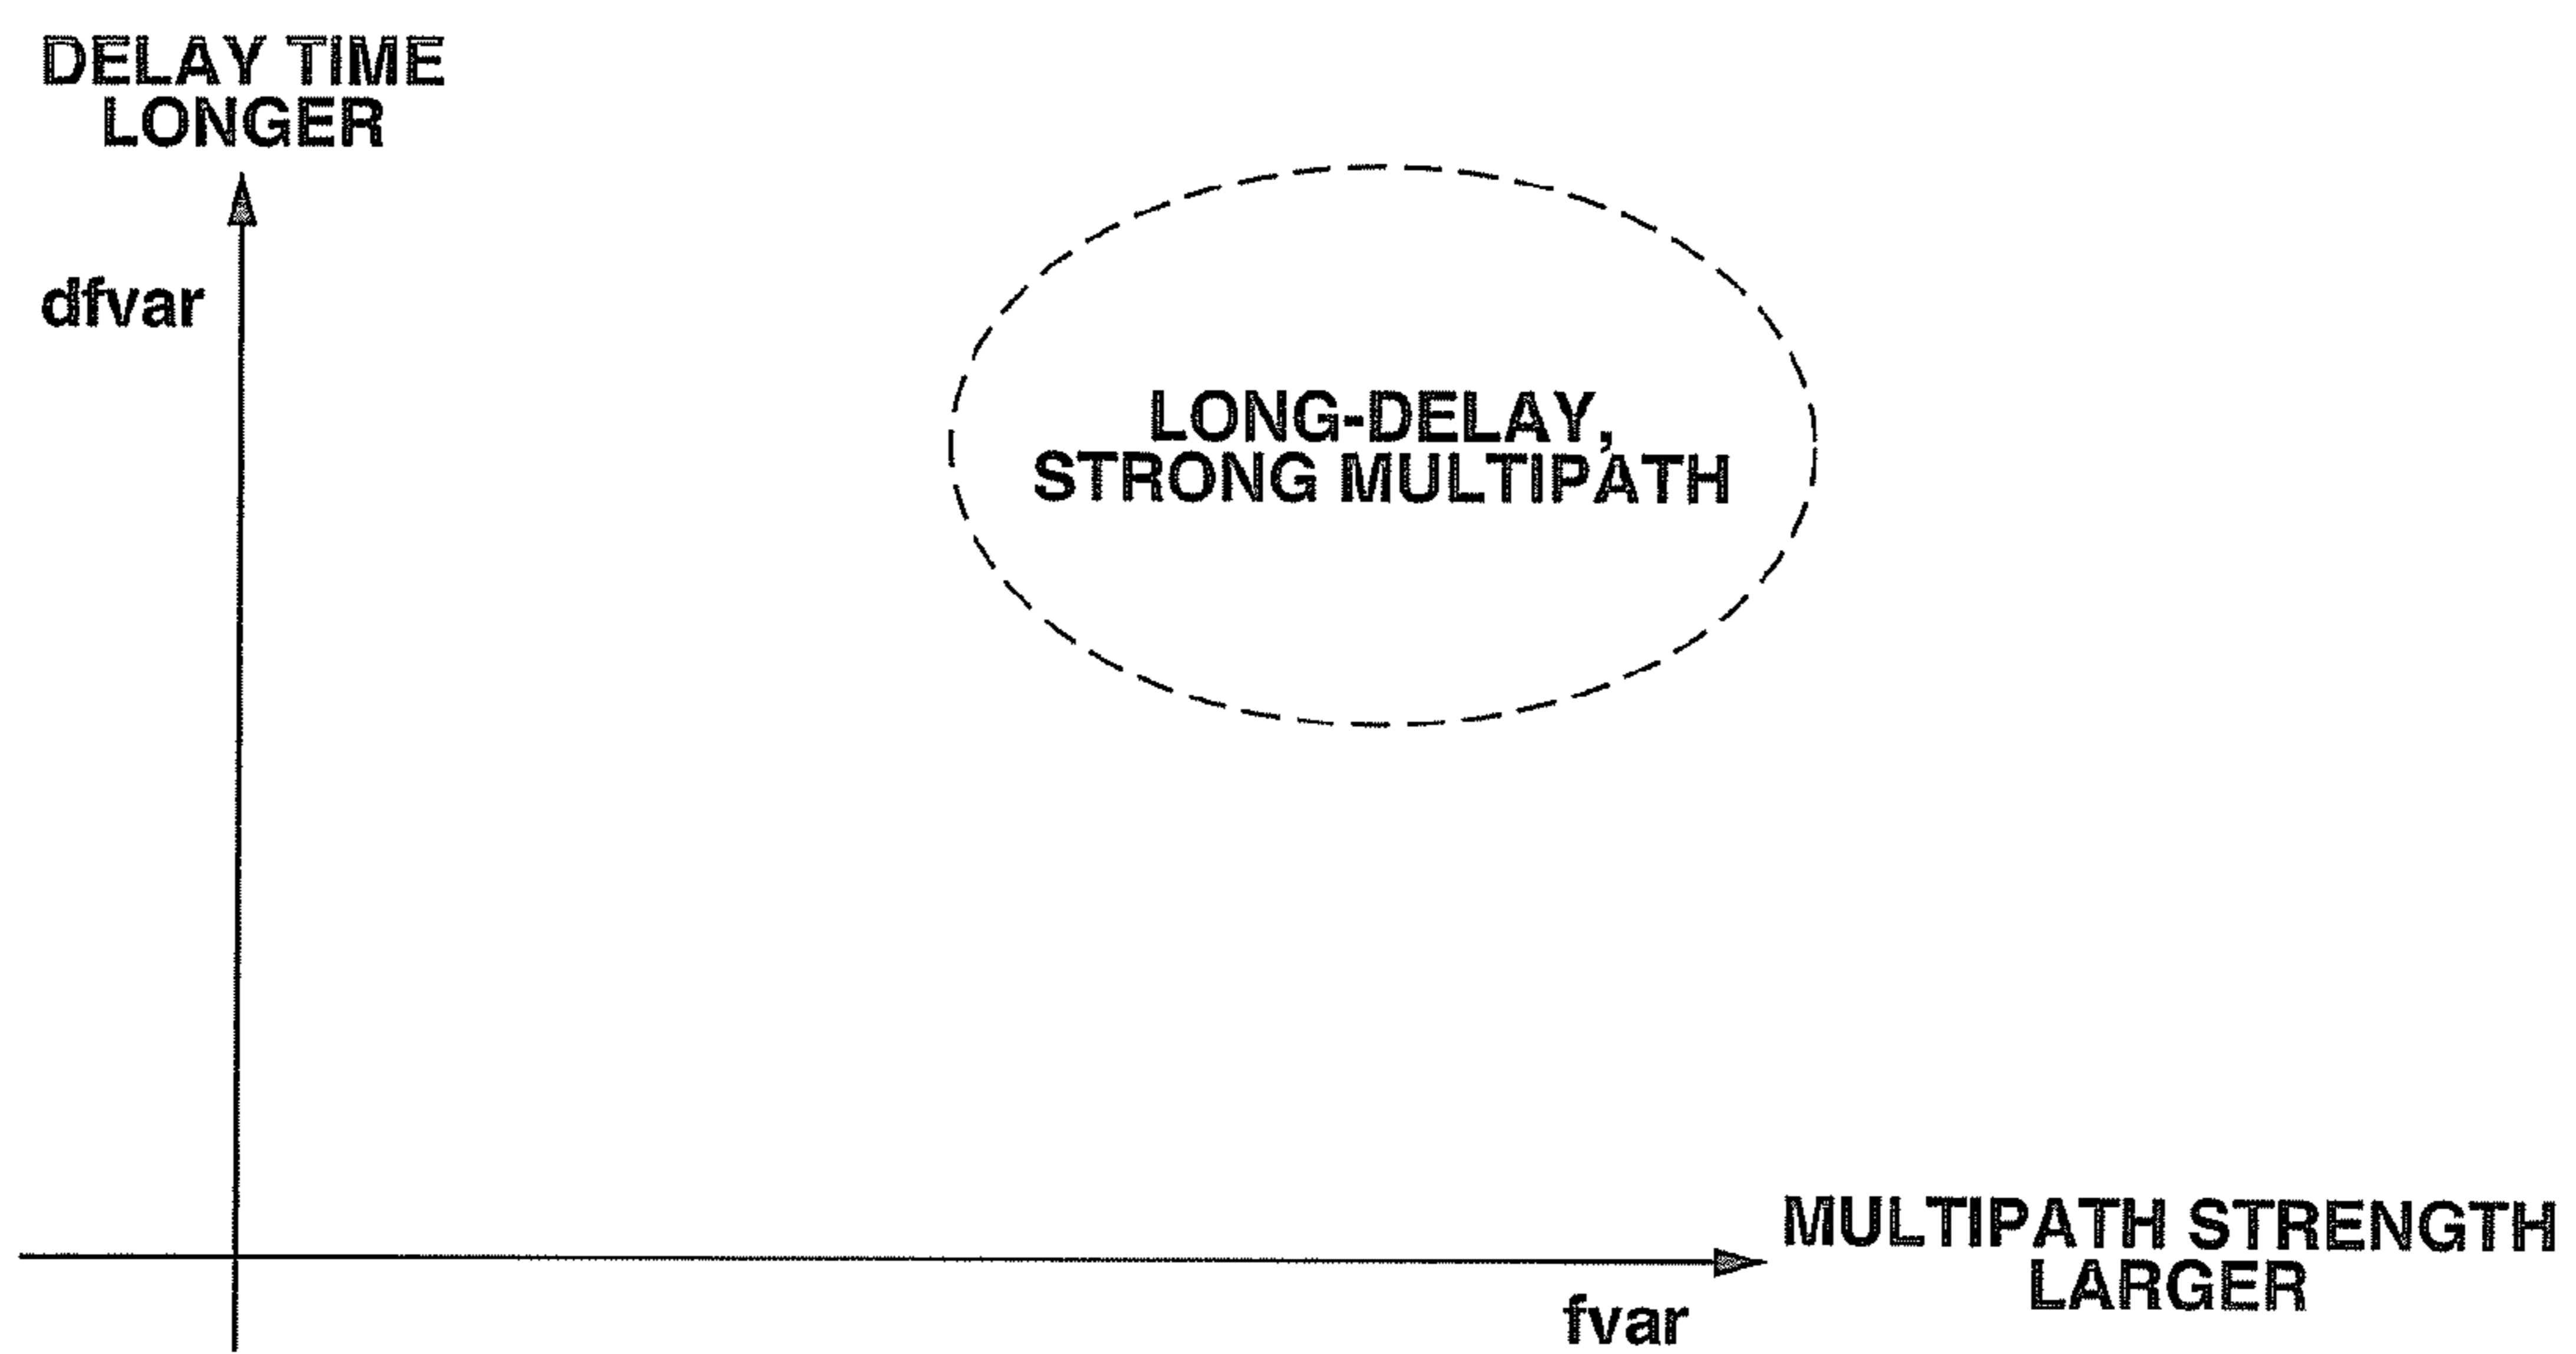 DELAY TIME
LONGER
dfvar
LONG-DELAY,
STRONG MULTIPATH
MULTIPATH STRENGTH
LARGER
fvar